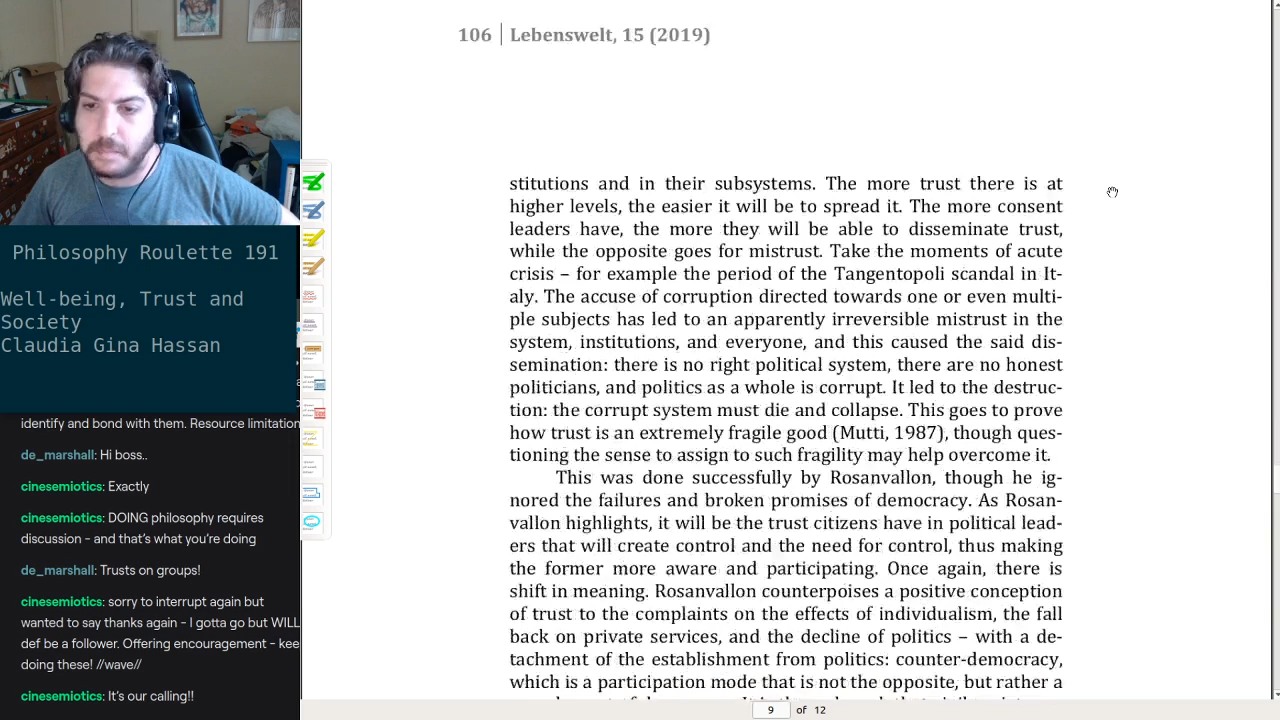 106 | Lebenswelt, 15 (2019)
stitutions and in their supsystems. The more trust there is at
higher levels, the easier it will be to spread it. The more consent
leaders have, the more they will be able to disseminate trust,
while the opposite goes for mistrust. Take the moments of acute
crisis – for example the period of the Tangentopoli scandal in It-
aly. The accuse of corruption directed towards one or even multi-
ple subjects has led to an apparently irreversible mistrust in the
system, institutions, and everyone, and this caused the said dis-
semination: there is no right political system, there are no honest
politicians, and politics as a whole is corrupt. It led to the destruc-
tion: the corrupt system must die and collapse. This goes to prove
how trust is an extremely fragile good (Mutti, 1987), though ques-
tioning the sense to assign to such fragility may help overcome it.
This was done successfully by Rosanvallon, though he ig-
nored the failures and broken promises of democracy. As Rosan-
vallon highlights, it will be the trust citizens have in political lead-
ers that will create control and the need for control, thus making
the former more aware and participating. Once again, there is
shift in meaning. Rosanvallon counterpoises a positive conception
of trust to the complaints on the effects of individualism, the fall
back on private services, and the decline of politics – with a de-
tachment of the establishment from politics: counter-democracy,
which is a participation mode that is not the opposite, but rather a
9 of 12
Philosophy Roulette 191
Well-being, Trust and
Society
Claudia Gina Hassan
identify and bond with them. Resource limitation
de_marshall: Hi boss..
cinesemiotics: Exactly
cinesemiotics: DOING philosophy requires
discussion - and that's what you're doing
de_marshall: Trusts on groups!
cinesemiotics: sorry to interrupt again but
wanted to say thanks again - I gotta go but WILL
def be a follower. Offering encouragement - keep
doing these! //wave//
cinesemiotics: It's our calling!!